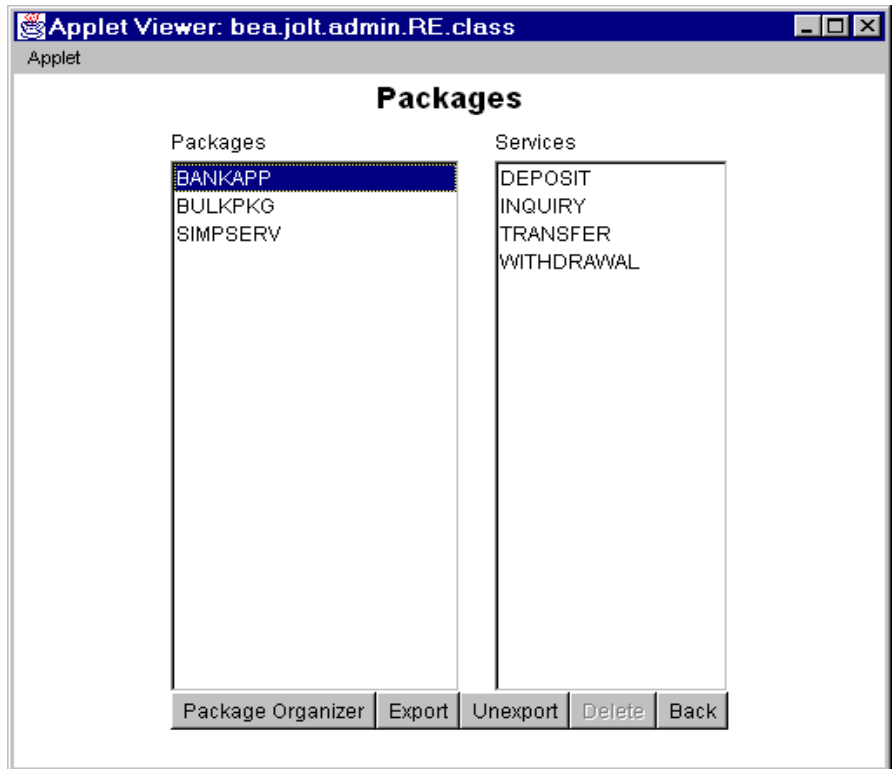 Applet Viewer: bea.jolt.admin.RE.class
Applet
Packages
Packages
Services
BANKAPP
BULKPKG
SIMPSERV
DEPOSIT
INQUIRY
TRANSFER
WITHDRAWAL
Package Organizer Export Unexport Delete Back